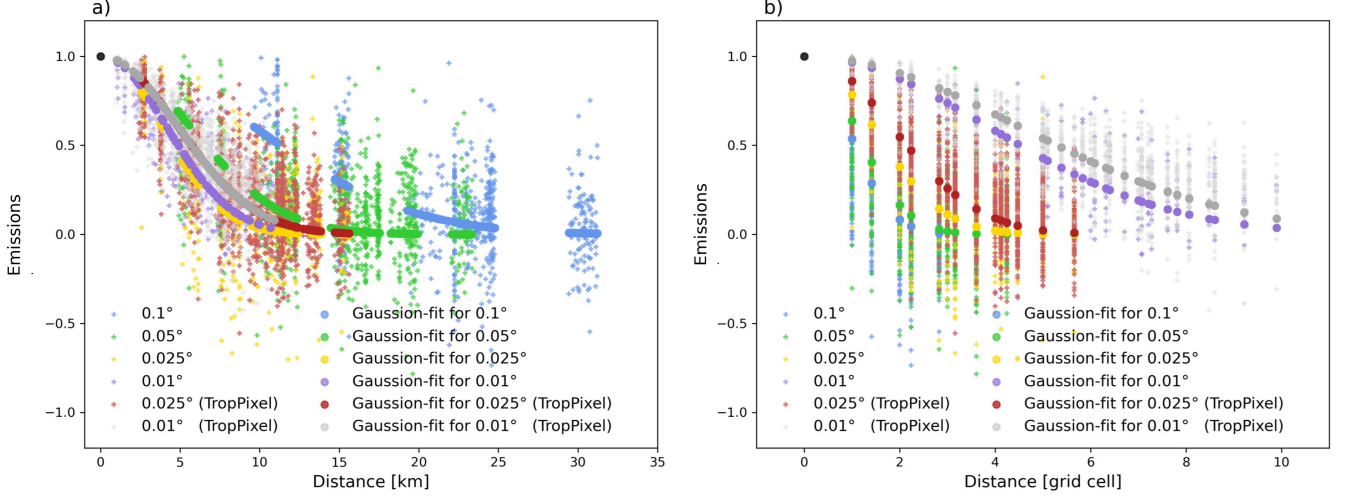 a)
1.0
0.5
0.0
−0.5
−1.0
Emissions
0.1°
0.05°
0.025°
0.01°
0.025° (TropPixel)
0.01° (TropPixel)
Gaussion-fit for 0.1°
Gaussion-fit for 0.05°
Gaussion-fit for 0.025°
Gaussion-fit for 0.01°
Gaussion-fit for 0.025° (TropPixel)
Gaussion-fit for 0.01° (TropPixel)
0 5 10 15 20 25 30 35
Distance [km]
b)
1.0
0.5
0.0
−0.5
−1.0
Emissions
0.1°
0.05°
0.025°
0.01°
0.025° (TropPixel)
0.01° (TropPixel)
Gaussion-fit for 0.1°
Gaussion-fit for 0.05°
Gaussion-fit for 0.025°
Gaussion-fit for 0.01°
Gaussion-fit for 0.025° (TropPixel)
Gaussion-fit for 0.01° (TropPixel)
0 2 4 6 8 10
Distance [grid cell]